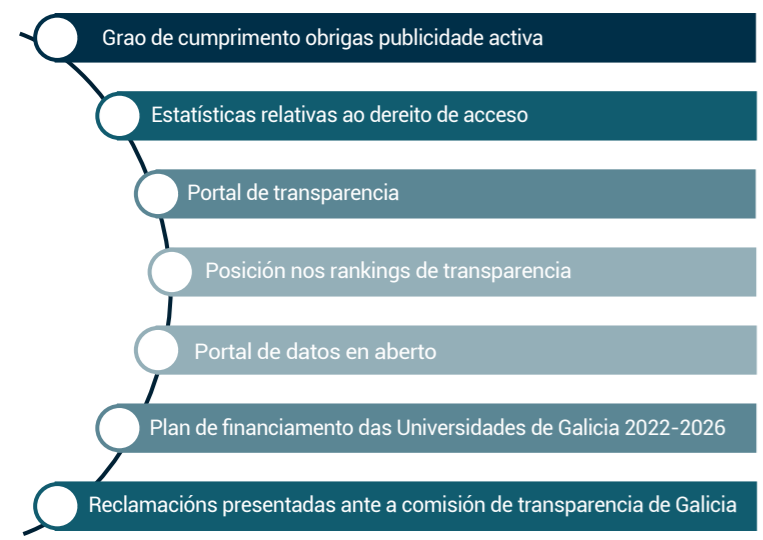 Grao de cumprimento obrigas publicidade activa
Estatísticas relativas ao dereito de acceso
Portal de transparencia
Posición nos rankings de transparencia
Portal de datos en aberto
Plan de financiamento das Universidades de Galicia 2022-2026
Reclamacións presentadas ante a comisión de transparencia de Galicia